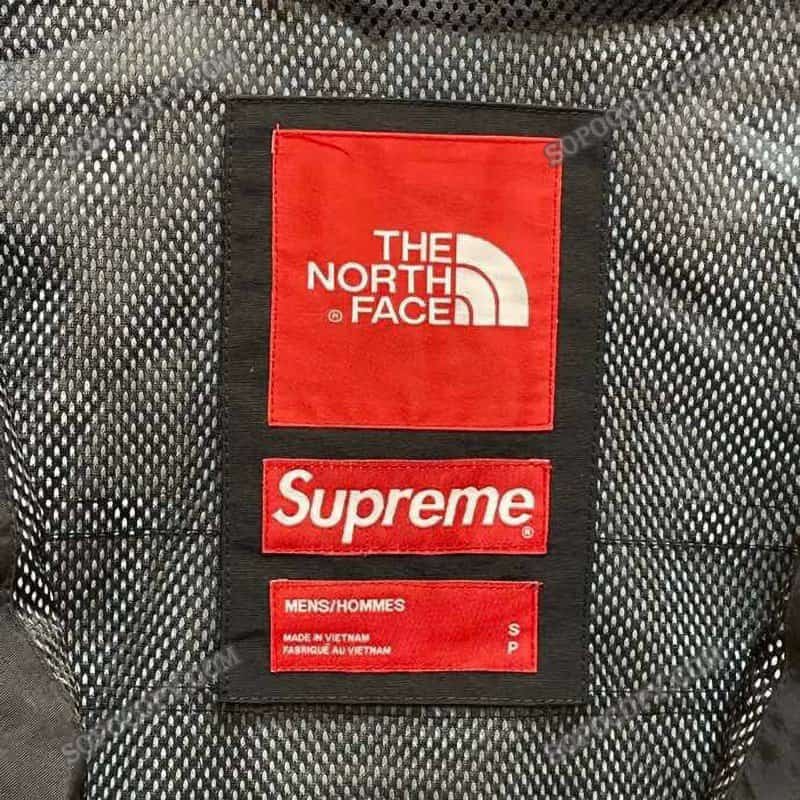 THE
NORTH
® FACE
Supreme®
MENS/HOMMES
MADE IN VIETNAM
FABRIQUÉ AU VIETNAM
S
P